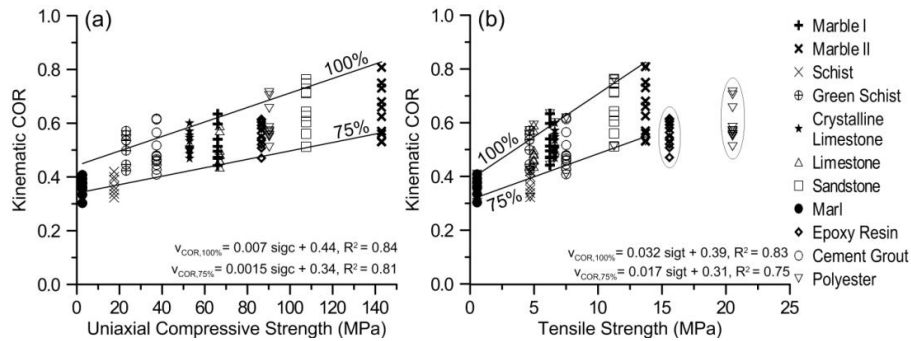 (a)
Kinematic COR
1.0
0.8
0.6
0.4
0.2
0.0
100%
75%
v_COR,100% = 0.007 sigc + 0.44, R² = 0.84
v_COR,75% = 0.0015 sigc + 0.34, R² = 0.81
0 20 40 60 80 100 120 140
Uniaxial Compressive Strength (MPa)
(b)
Kinematic COR
1.0
0.8
0.6
0.4
0.2
0.0
100%
75%
v_COR,100% = 0.032 sigt + 0.39, R² = 0.83
v_COR,75% = 0.017 sigt + 0.31, R² = 0.75
0 5 10 15 20 25
Tensile Strength (MPa)
Marble I
Marble II
Schist
Green Schist
Crystalline
Limestone
Limestone
Sandstone
Marl
Epoxy Resin
Cement Grout
Polyester